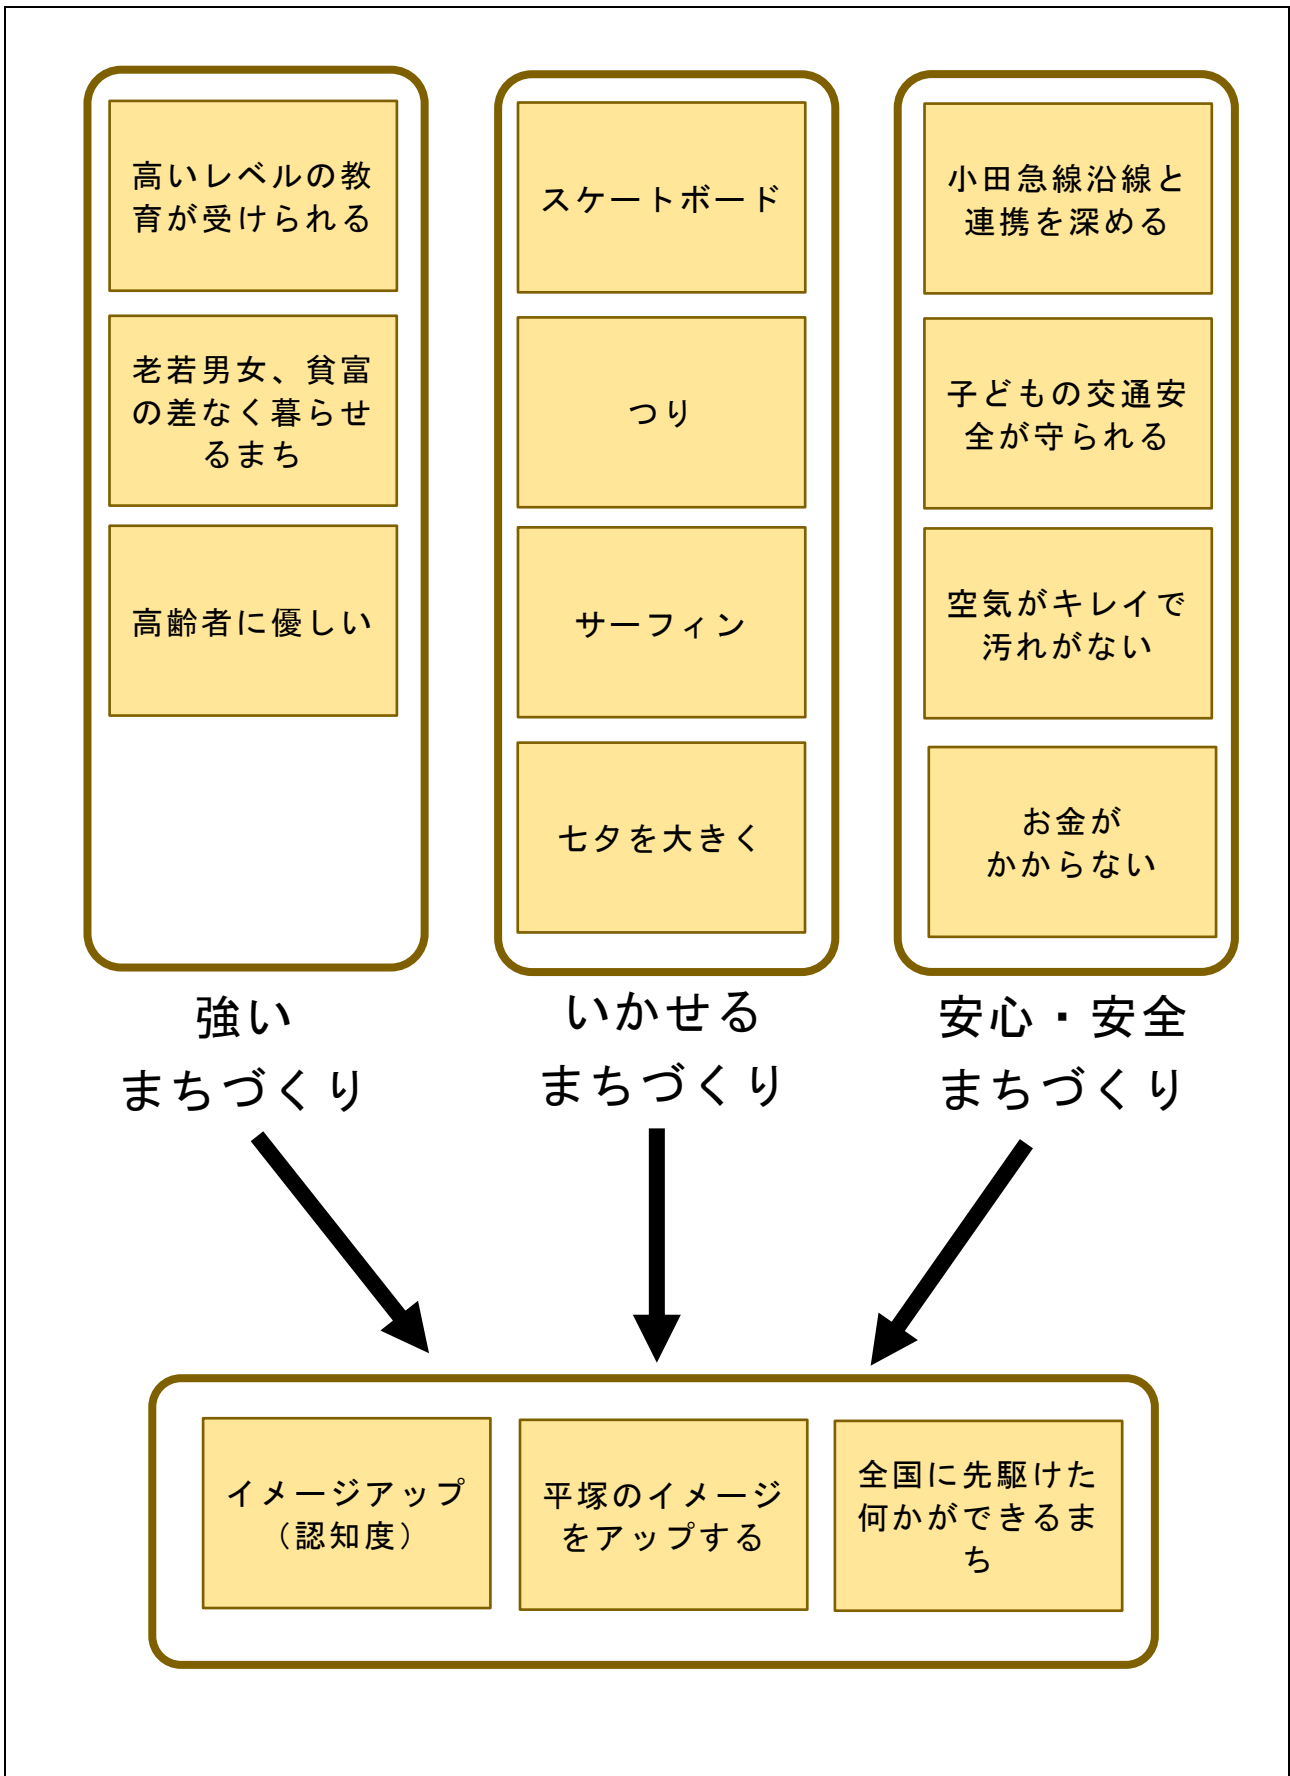 高いレベルの教
育が受けられる
老若男女、貧富
の差なく暮らせ
るまち
高齢者に優しい
強い
まちづくり
スケートボード
つり
サーフィン
七夕を大きく
いかせる
まちづくり
小田急線沿線と
連携を深める
子どもの交通安
全が守られる
空気がキレイで
汚れがない
お金が
かからない
安心・安全
まちづくり
イメージアップ
（認知度）
平塚のイメージ
をアップする
全国に先駆けた
何かができるま
ち